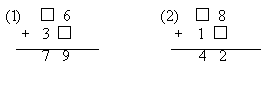 (1) □ 6 (2) □ 8
+ 3 □ + 1 □
7 9 4 2